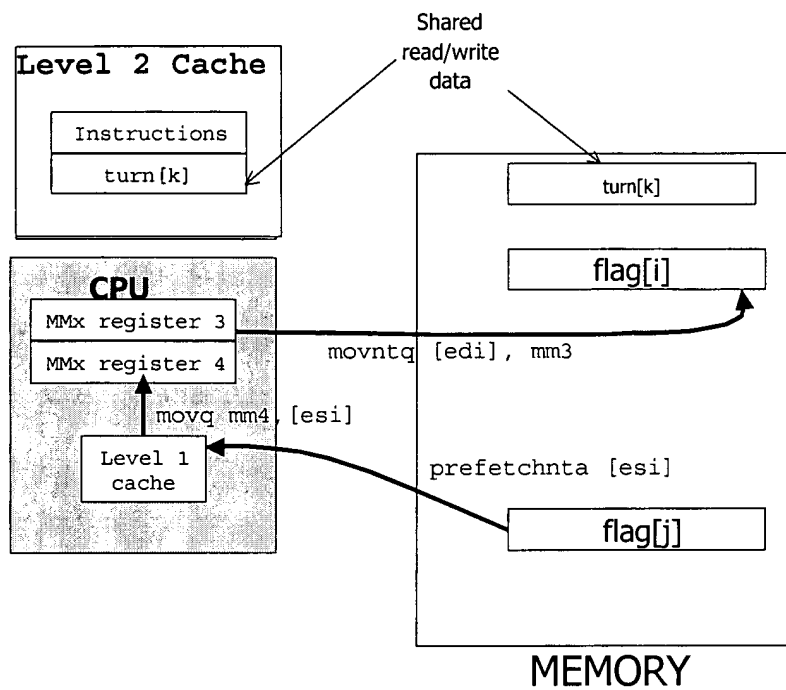 Shared
read/write
data
Level 2 Cache
Instructions
turn[k]
turn[k]
flag[i]
CPU
MMx register 3
MMx register 4
movntq [edi], mm3
movq mm4,[esi]
Level 1
cache
prefetchnta [esi]
flag[j]
MEMORY